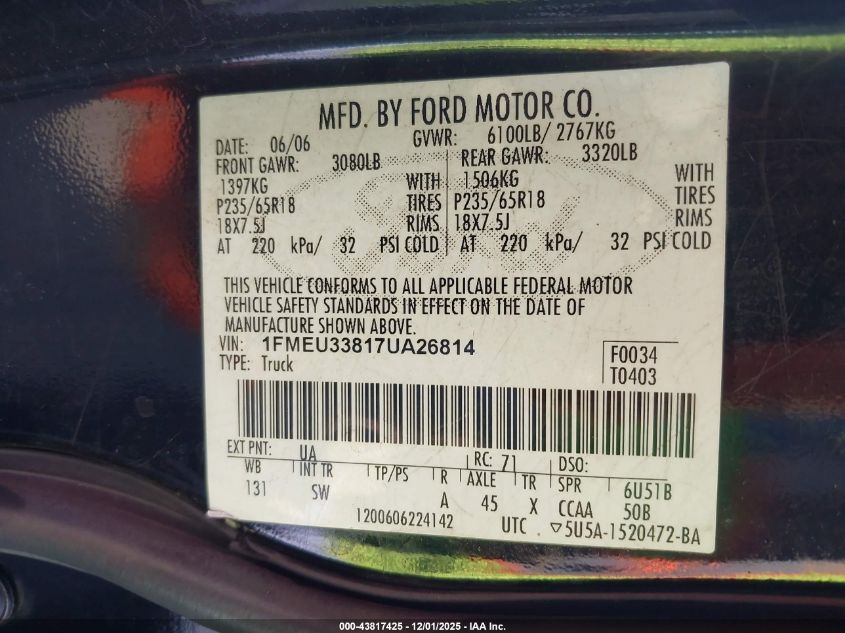 MFD. BY FORD MOTOR CO.
DATE: 06/06 GVWR: 6100LB/ 2767KG
FRONT GAWR: 3080LB REAR GAWR: 3320LB
1397KG WITH 1506KG WITH
P235/65R18 TIRES P235/65R18 TIRES
18X7.5J RIMS 18X7.5J RIMS
AT 220 kPa/ 32 PSI COLD AT 220 kPa/ 32 PSI COLD
THIS VEHICLE CONFORMS TO ALL APPLICABLE FEDERAL MOTOR
VEHICLE SAFETY STANDARDS IN EFFECT ON THE DATE OF
MANUFACTURE SHOWN ABOVE.
VIN: 1FMEU33817UA26814 F0034
TYPE: Truck T0403
EXT PNT: UA RC: 71 DSO:
WB INT TR TP/PS R AXLE TR SPR 6U51B
131 SW A 45 X CCAA 50B
1200606224142 UTC . ▽5U5A-1520472-BA
000-43817425 - 12/01/2025 - IAA Inc.